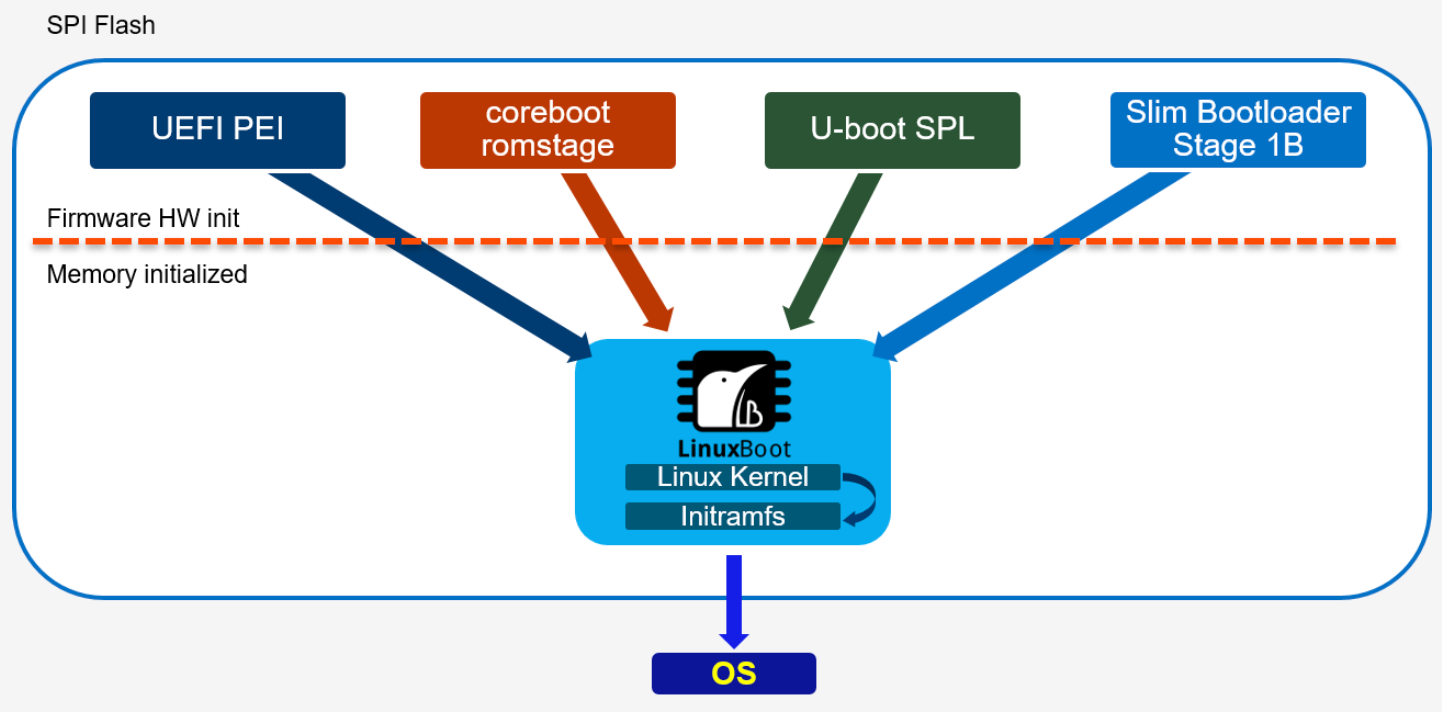 SPI Flash
UEFI PEI
coreboot
romstage
U-boot SPL
Slim Bootloader
Stage 1B
Firmware HW init
Memory initialized
LB
LinuxBoot
Linux Kernel
Initramfs
OS